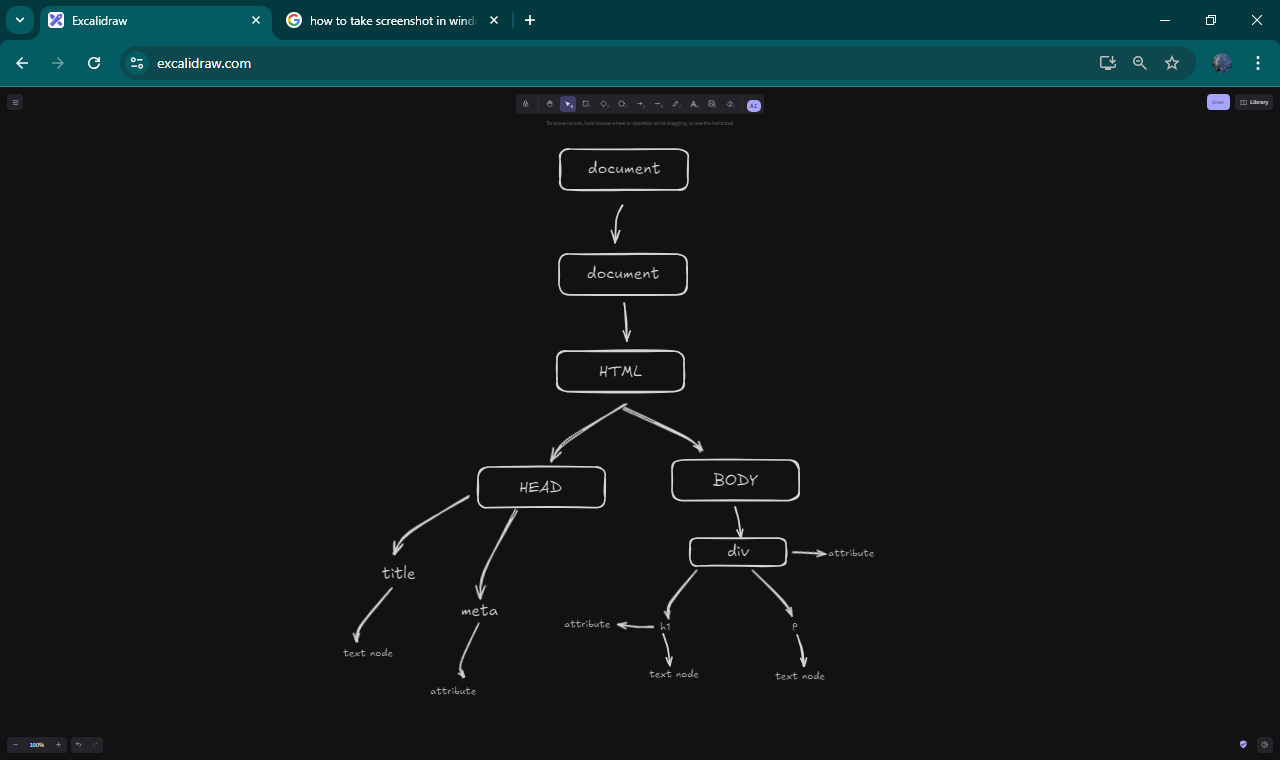 Excalidraw
how to take screenshot in wind
excalidraw.com
AI
Share
Library
To move canvas, hold mouse wheel or spacebar while dragging, or use the hand tool
document
document
HTML
HEAD
BODY
div
attribute
title
meta
attribute
h1
p
text node
text node
text node
attribute
100%